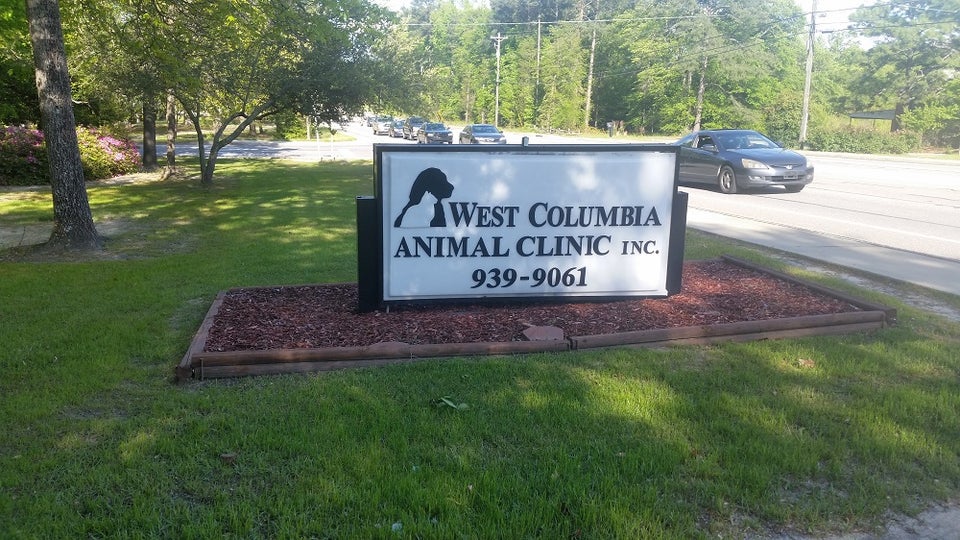 West Columbia
ANIMAL CLINIC INC.
939-9061